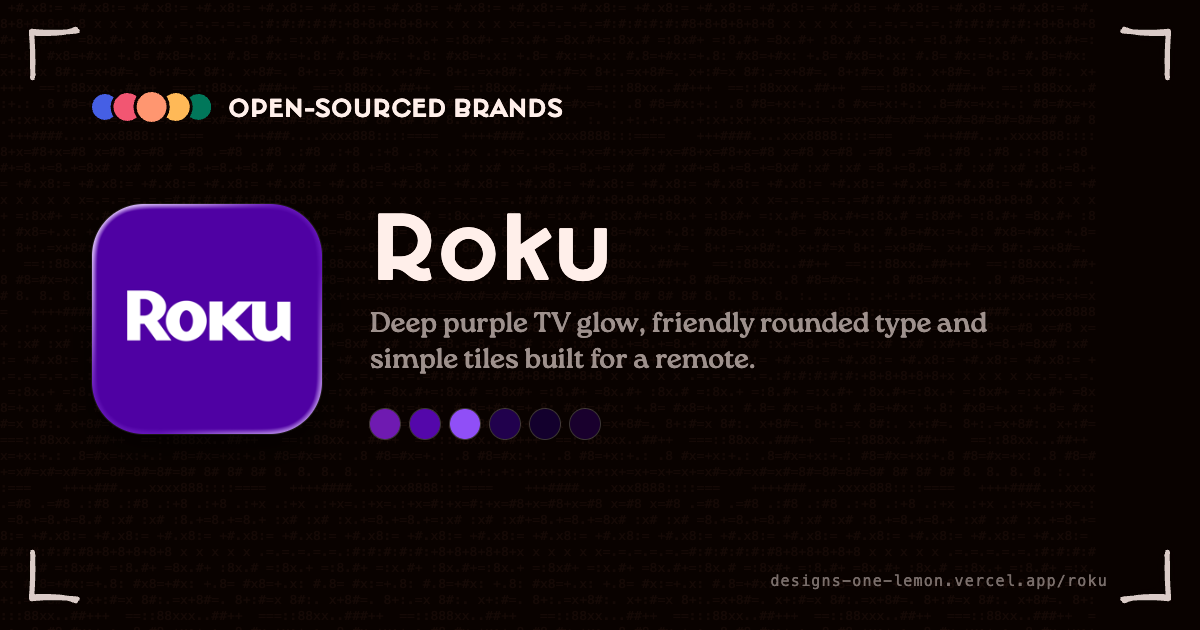 OPEN-SOURCED BRANDS
Roku
Roku
Deep purple TV glow, friendly rounded type and
simple tiles built for a remote.
designs-one-lemon.vercel.app/roku